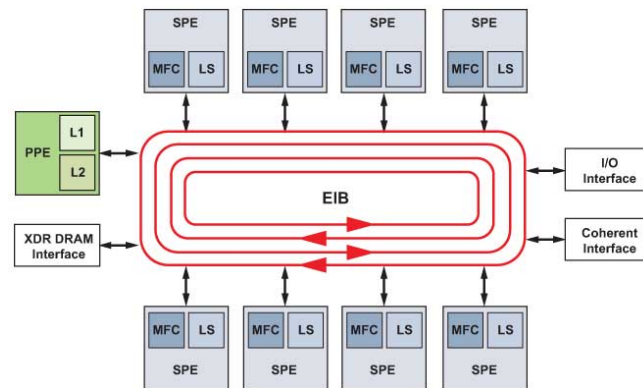 SPE SPE SPE SPE
MFC LS MFC LS MFC LS MFC LS
L1
PPE
L2
I/O
Interface
EIB
XDR DRAM
Interface
Coherent
Interface
MFC LS MFC LS MFC LS MFC LS
SPE SPE SPE SPE